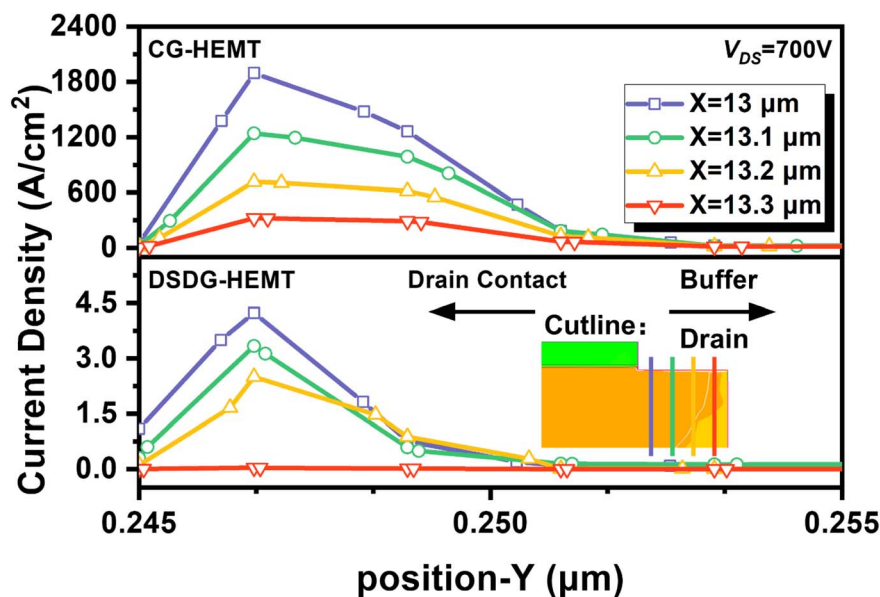 2400
CG-HEMT
V_DS=700V
1800
X=13 μm
1200
X=13.1 μm
X=13.2 μm
600
X=13.3 μm
0
DSDG-HEMT
Drain Contact
Buffer
4.5
Cutline:
Drain
3.0
1.5
0.0
0.245
0.250
0.255
position-Y (μm)
Current Density (A/cm²)